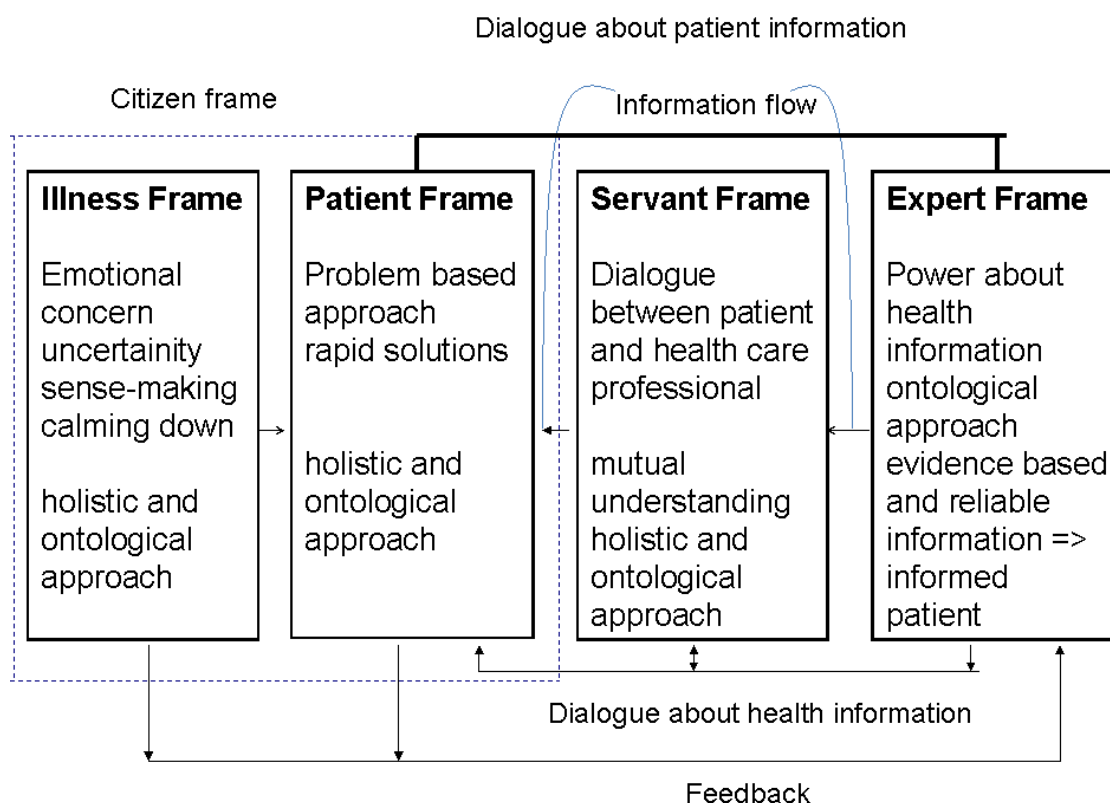 Dialogue about patient information
Citizen frame
Information flow
Illness Frame
Emotional
concern
uncertainity
sense-making
calming down
holistic and
ontological
approach
Patient Frame
Problem based
approach
rapid solutions
holistic and
ontological
approach
Servant Frame
Dialogue
between patient
and health care
professional
mutual
understanding
holistic and
ontological
approach
Expert Frame
Power about
health
information
ontological
approach
evidence based
and reliable
information =>
informed
patient
Dialogue about health information
Feedback